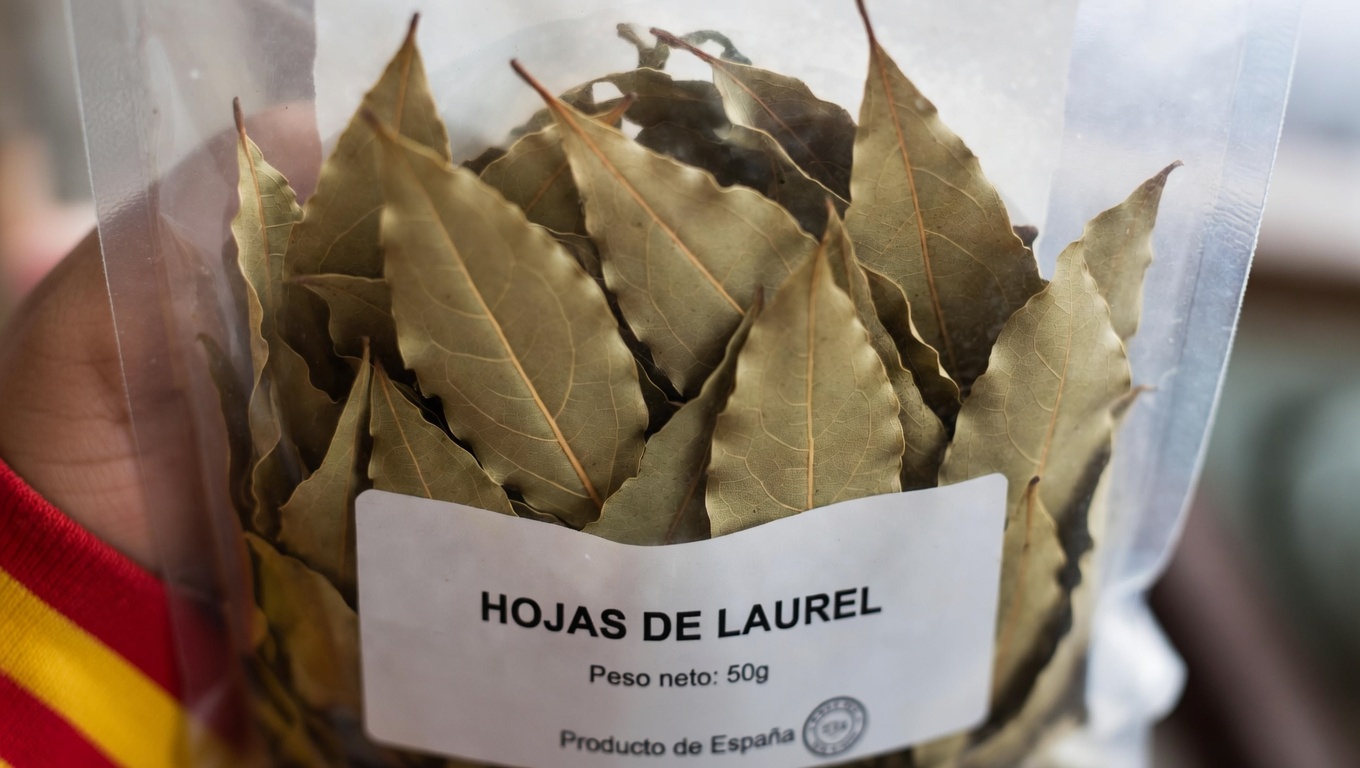 HOJAS DE LAUREL
Peso neto: 50g
Producto de España